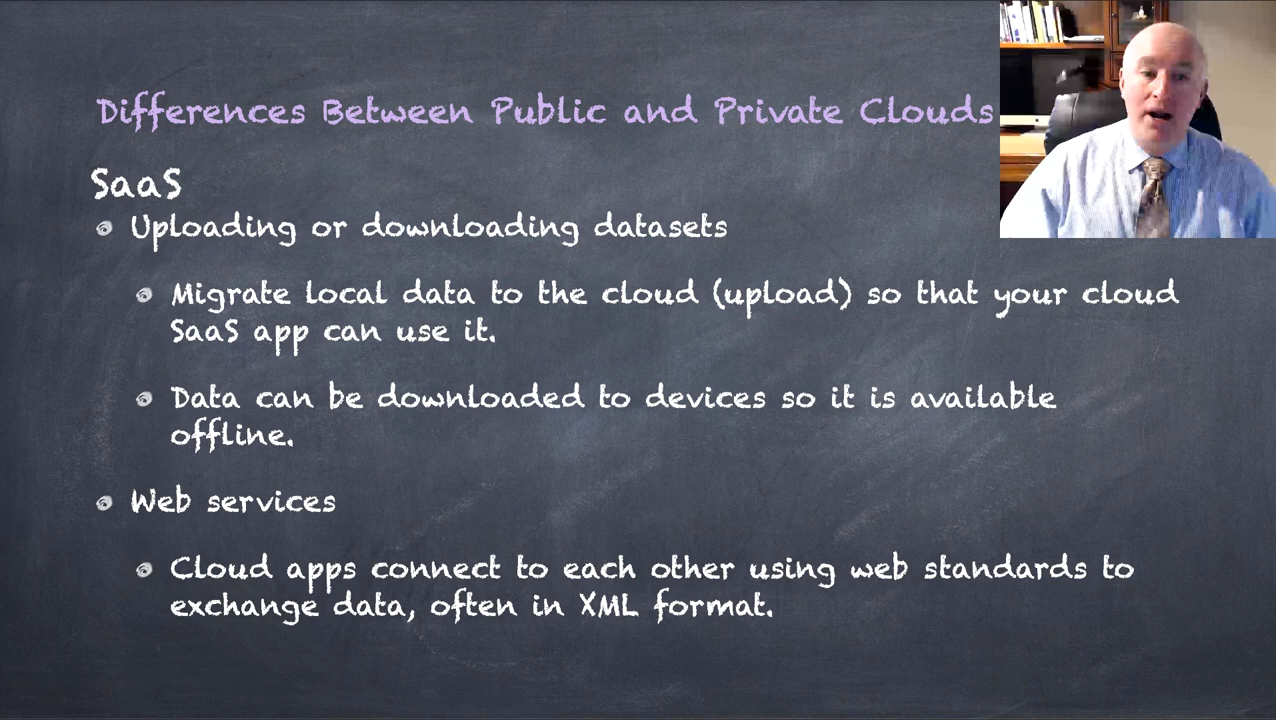 Differences Between Public and Private Clouds
SaaS
Uploading or downloading datasets
Migrate local data to the cloud (upload) so that your cloud
SaaS app can use it.
Data can be downloaded to devices so it is available
offline.
Web services
Cloud apps connect to each other using web standards to
exchange data, often in XML format.